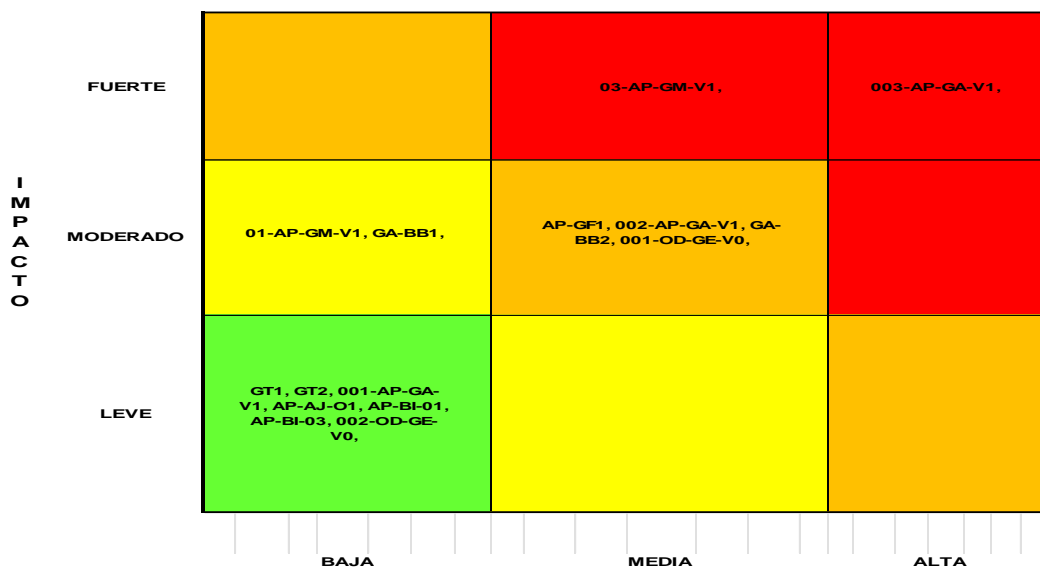 IMPACTO
FUERTE
03-AP-GM-V1,
003-AP-GA-V1,
MODERADO
01-AP-GM-V1, GA-BB1,
AP-GF1, 002-AP-GA-V1, GA-
BB2, 001-OD-GE-V0,
LEVE
GT1, GT2, 001-AP-GA-
V1, AP-AJ-O1, AP-BI-01,
AP-BI-03, 002-OD-GE-
V0,
BAJA
MEDIA
ALTA